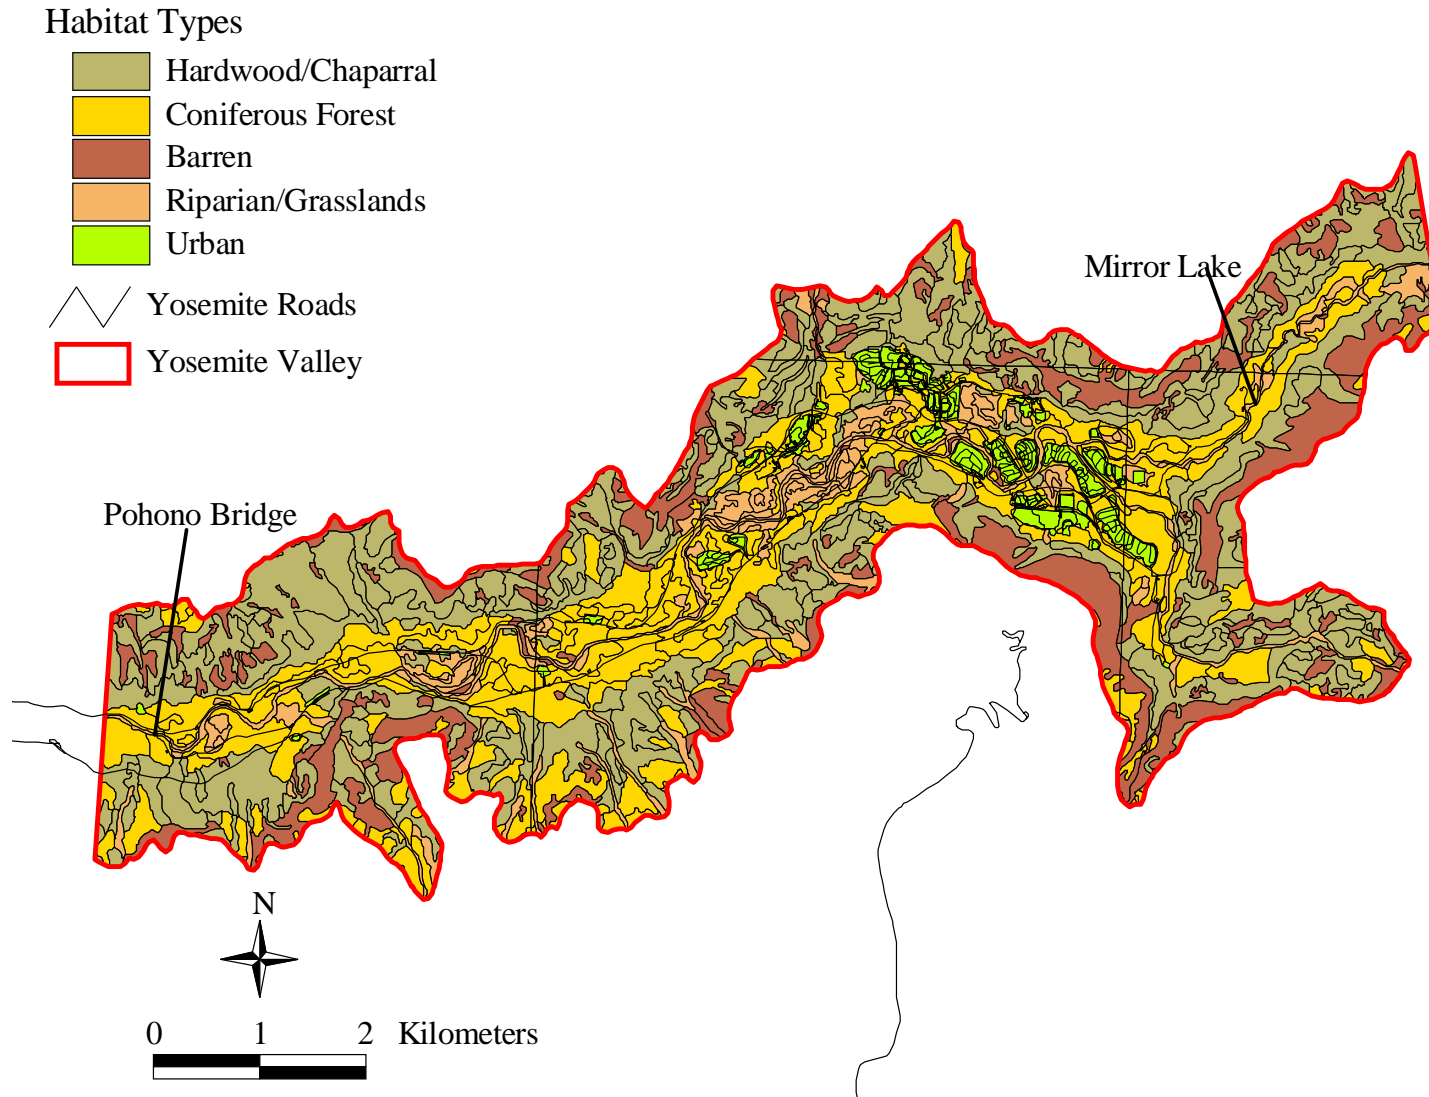 Habitat Types
Hardwood/Chaparral
Coniferous Forest
Barren
Riparian/Grasslands
Urban
Yosemite Roads
Yosemite Valley
Mirror Lake
Pohono Bridge
N
0 1 2 Kilometers